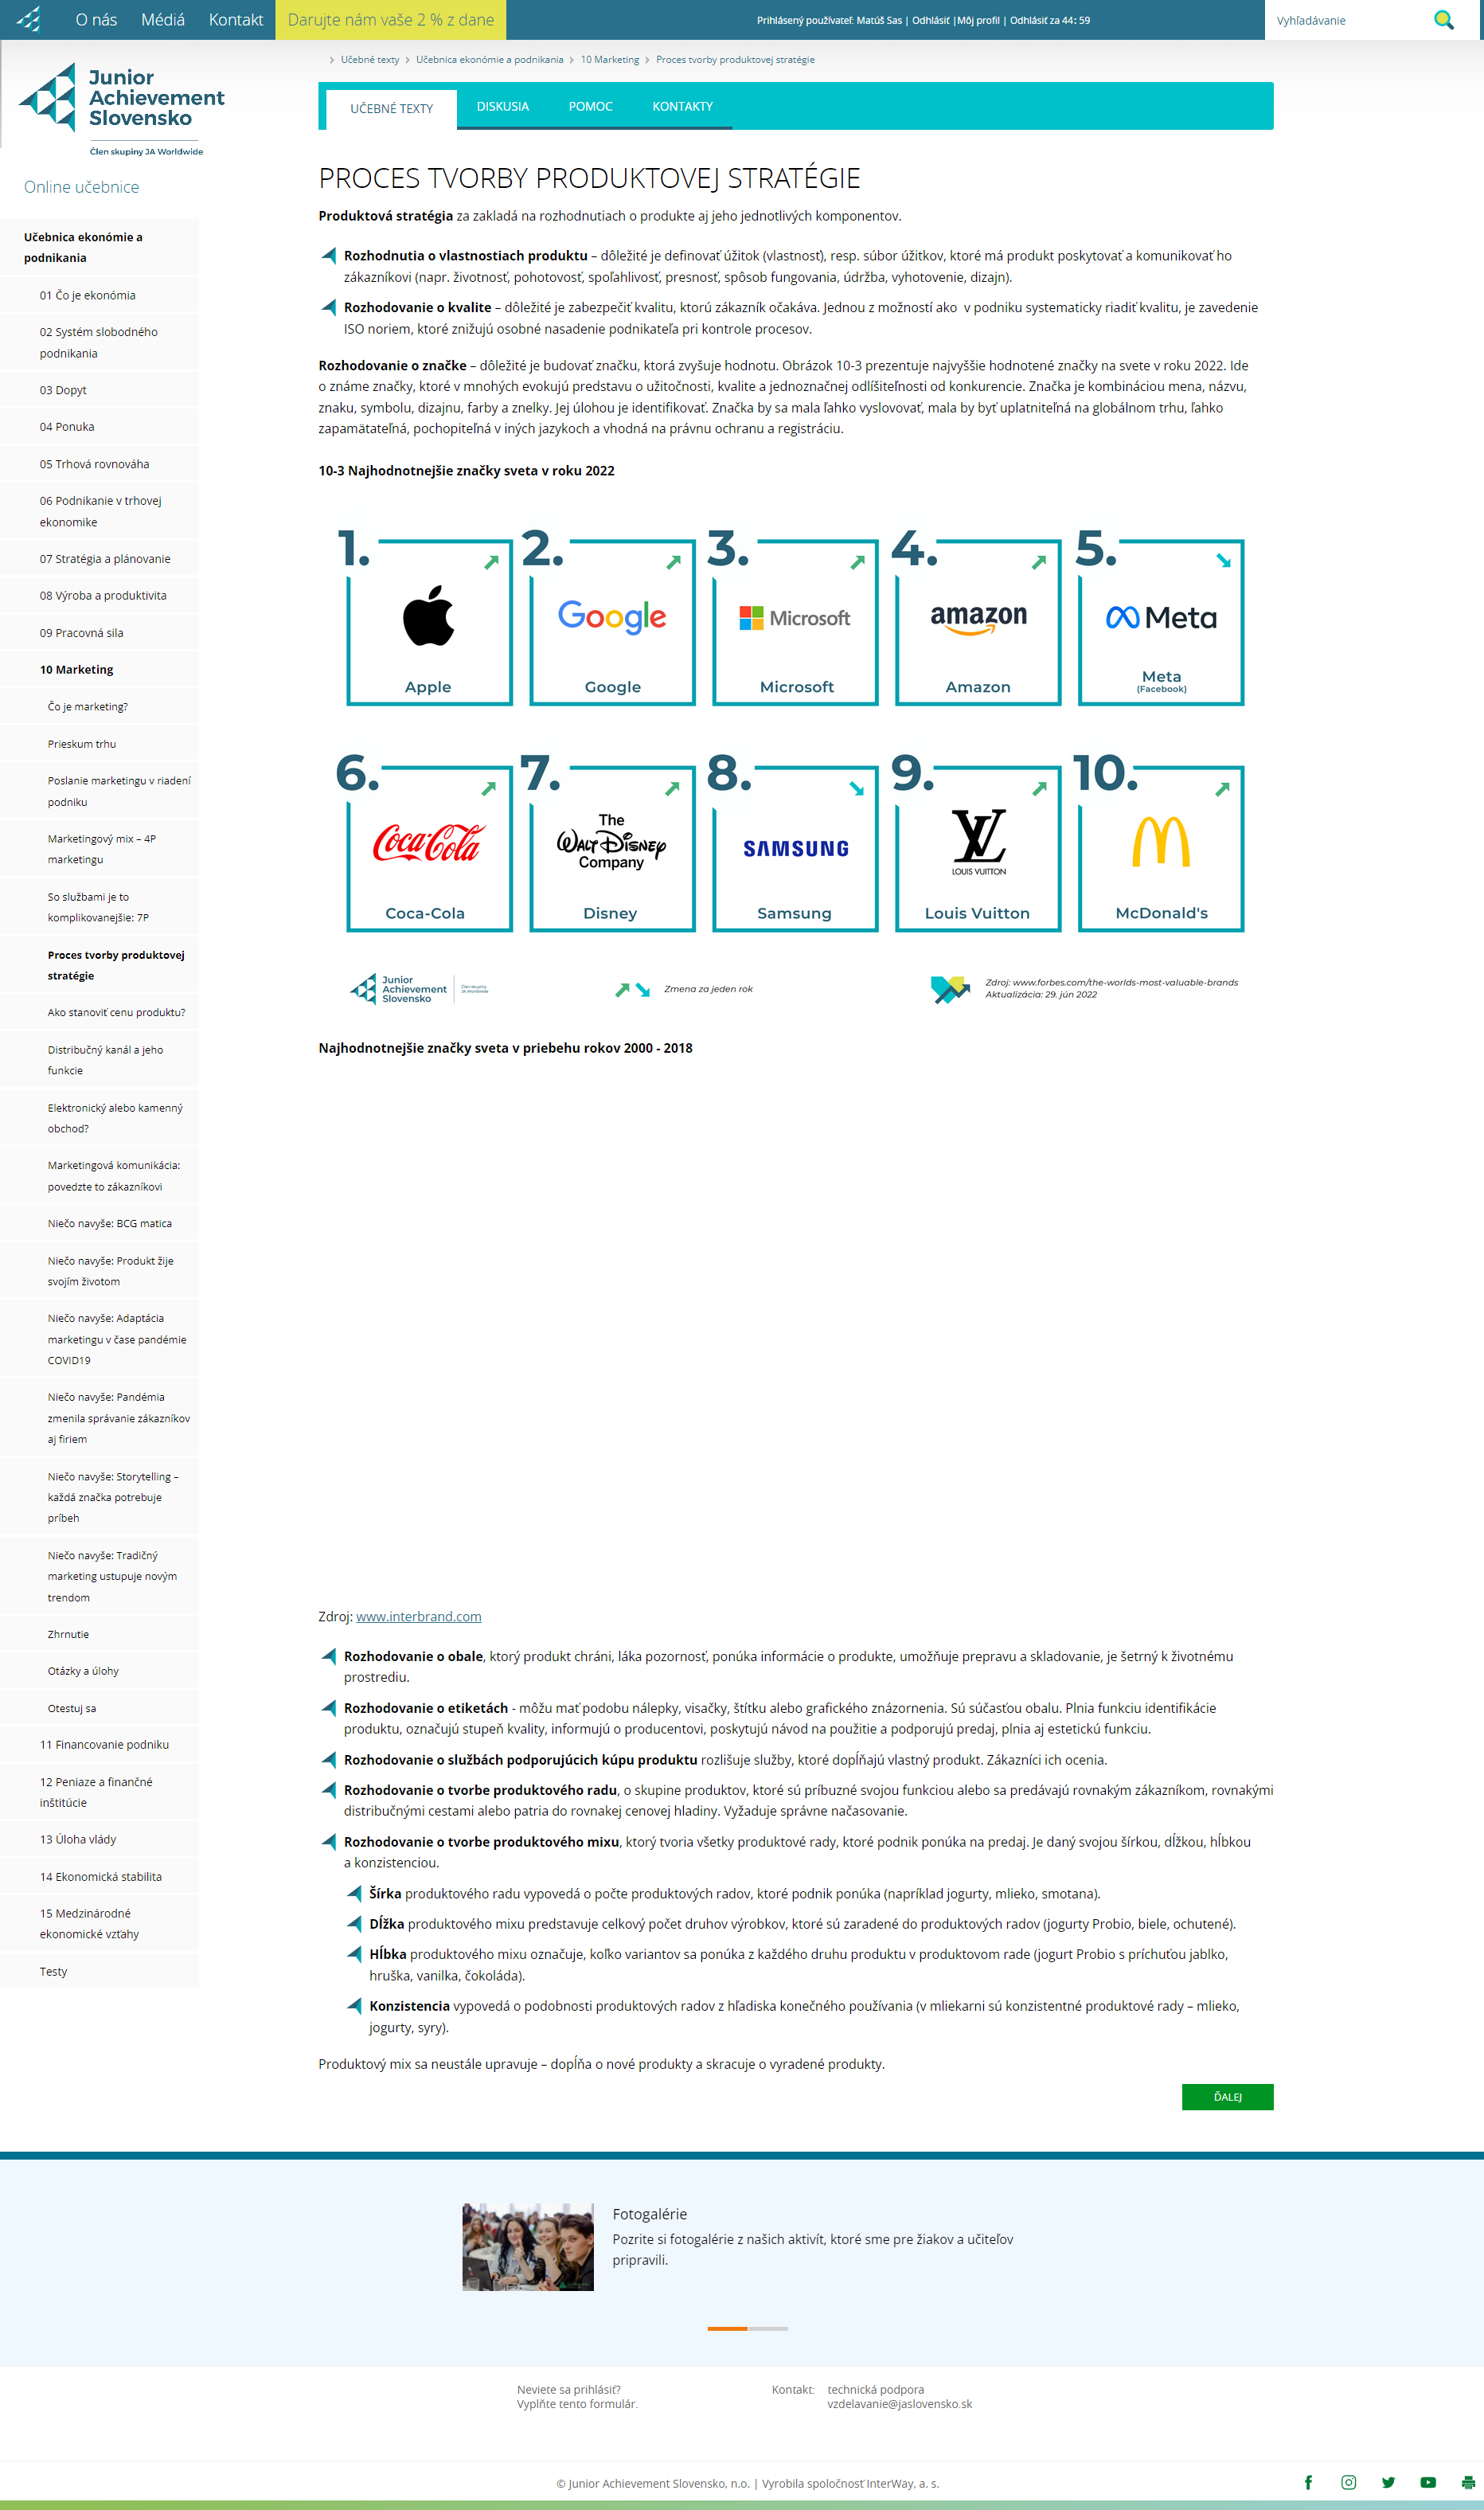 O nás Médiá Kontakt Darujte nám vaše 2 % z dane
Prihlásený používateľ: Matúš Sas | Odhlásiť |Môj profil | Odhlásiť za 44: 59
Vyhľadávanie
Junior
Achievement
Slovensko
Člen skupiny JA Worldwide
Online učebnice
Učebnica ekonómie a
podnikania
01 Čo je ekonómia
02 Systém slobodného
podnikania
03 Dopyt
04 Ponuka
05 Trhová rovnováha
06 Podnikanie v trhovej
ekonomike
07 Stratégia a plánovanie
08 Výroba a produktivita
09 Pracovná sila
10 Marketing
Čo je marketing?
Prieskum trhu
Poslanie marketingu v riadení
podniku
Marketingový mix – 4P
marketingu
So službami je to
komplikovanejšie: 7P
Proces tvorby produktovej
stratégie
Ako stanoviť cenu produktu?
Distribučný kanál a jeho
funkcie
Elektronický alebo kamenný
obchod?
Marketingová komunikácia:
povedzte to zákazníkovi
Niečo navyše: BCG matica
Niečo navyše: Produkt žije
svojím životom
Niečo navyše: Adaptácia
marketingu v čase pandémie
COVID19
Niečo navyše: Pandémia
zmenila správanie zákazníkov
aj firiem
Niečo navyše: Storytelling –
každá značka potrebuje
príbeh
Niečo navyše: Tradičný
marketing ustupuje novým
trendom
Zhrnutie
Otázky a úlohy
Otestuj sa
11 Financovanie podniku
12 Peniaze a finančné
inštitúcie
13 Úloha vlády
14 Ekonomická stabilita
15 Medzinárodné
ekonomické vzťahy
Testy
Učebné texty Učebnica ekonómie a podnikania 10 Marketing Proces tvorby produktovej stratégie
UČEBNÉ TEXTY DISKUSIA POMOC KONTAKTY
PROCES TVORBY PRODUKTOVEJ STRATÉGIE
Produktová stratégia za zakladá na rozhodnutiach o produkte aj jeho jednotlivých komponentov.
Rozhodnutia o vlastnostiach produktu – dôležité je definovať úžitok (vlastnosť), resp. súbor úžitkov, ktoré má produkt poskytovať a komunikovať ho
zákazníkovi (napr. životnosť, pohotovosť, spoľahlivosť, presnosť, spôsob fungovania, údržba, vyhotovenie, dizajn).
Rozhodovanie o kvalite – dôležité je zabezpečiť kvalitu, ktorú zákazník očakáva. Jednou z možností ako v podniku systematicky riadiť kvalitu, je zavedenie
ISO noriem, ktoré znižujú osobné nasadenie podnikateľa pri kontrole procesov.
Rozhodovanie o značke – dôležité je budovať značku, ktorá zvyšuje hodnotu. Obrázok 10-3 prezentuje najvyššie hodnotené značky na svete v roku 2022. Ide
o známe značky, ktoré v mnohých evokujú predstavu o užitočnosti, kvalite a jednoznačnej odlíšiteľnosti od konkurencie. Značka je kombináciou mena, názvu,
znaku, symbolu, dizajnu, farby a znelky. Jej úlohou je identifikovať. Značka by sa mala ľahko vyslovovať, mala by byť uplatniteľná na globálnom trhu, ľahko
zapamätateľná, pochopiteľná v iných jazykoch a vhodná na právnu ochranu a registráciu.
10-3 Najhodnotnejšie značky sveta v roku 2022
1. 2. 3. 4. 5.
Google Microsoft amazon Meta
Apple Google Microsoft Amazon Meta
(Facebook)
6. 7. 8. 9. 10.
Coca-Cola The Walt Disney Company SAMSUNG LV LOUIS VUITTON
Coca-Cola Disney Samsung Louis Vuitton McDonald's
Junior
Achievement
Slovensko
Člen skupiny
JA Worldwide
Zmena za jeden rok
Zdroj: www.forbes.com/the-worlds-most-valuable-brands
Aktualizácia: 29. jún 2022
Najhodnotnejšie značky sveta v priebehu rokov 2000 - 2018
Zdroj: www.interbrand.com
Rozhodovanie o obale, ktorý produkt chráni, láka pozornosť, ponúka informácie o produkte, umožňuje prepravu a skladovanie, je šetrný k životnému
prostrediu.
Rozhodovanie o etiketách - môžu mať podobu nálepky, visačky, štítku alebo grafického znázornenia. Sú súčasťou obalu. Plnia funkciu identifikácie
produktu, označujú stupeň kvality, informujú o producentovi, poskytujú návod na použitie a podporujú predaj, plnia aj estetickú funkciu.
Rozhodovanie o službách podporujúcich kúpu produktu rozlišuje služby, ktoré dopĺňajú vlastný produkt. Zákazníci ich ocenia.
Rozhodovanie o tvorbe produktového radu, o skupine produktov, ktoré sú príbuzné svojou funkciou alebo sa predávajú rovnakým zákazníkom, rovnakými
distribučnými cestami alebo patria do rovnakej cenovej hladiny. Vyžaduje správne načasovanie.
Rozhodovanie o tvorbe produktového mixu, ktorý tvoria všetky produktové rady, ktoré podnik ponúka na predaj. Je daný svojou šírkou, dĺžkou, hĺbkou
a konzistenciou.
Šírka produktového radu vypovedá o počte produktových radov, ktoré podnik ponúka (napríklad jogurty, mlieko, smotana).
Dĺžka produktového mixu predstavuje celkový počet druhov výrobkov, ktoré sú zaradené do produktových radov (jogurty Probio, biele, ochutené).
Hĺbka produktového mixu označuje, koľko variantov sa ponúka z každého druhu produktu v produktovom rade (jogurt Probio s príchuťou jablko,
hruška, vanilka, čokoláda).
Konzistencia vypovedá o podobnosti produktových radov z hľadiska konečného používania (v mliekarni sú konzistentné produktové rady – mlieko,
jogurty, syry).
Produktový mix sa neustále upravuje – dopĺňa o nové produkty a skracuje o vyradené produkty.
ĎALEJ
Fotogalérie
Pozrite si fotogalérie z našich aktivít, ktoré sme pre žiakov a učiteľov
pripravili.
Neviete sa prihlásiť?
Vyplňte tento formulár.
Kontakt: technická podpora
vzdelavanie@jaslovensko.sk
© Junior Achievement Slovensko, n.o. | Vyrobila spoločnosť InterWay, a. s.